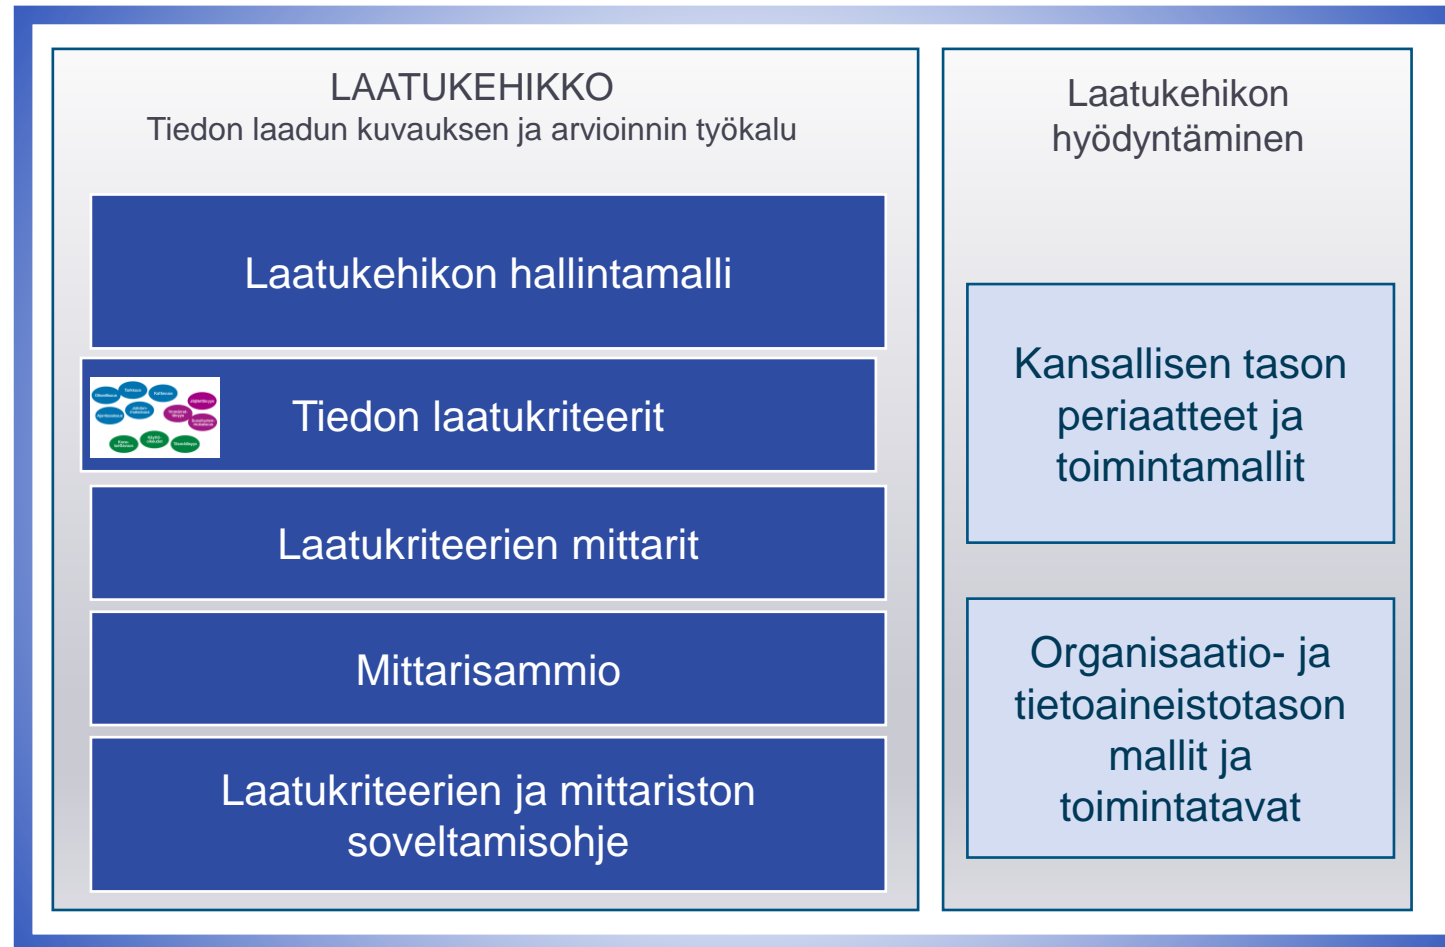 LAATUKEHIKKO
Tiedon laadun kuvauksen ja arvioinnin työkalu
Laatukehikon hallintamalli
Tiedon laatukriteerit
Laatukriteerien mittarit
Mittarisammio
Laatukriteerien ja mittariston
soveltamisohje
Laatukehikon
hyödyntäminen
Kansallisen tason
periaatteet ja
toimintamallit
Organisaatio- ja
tietoaineistotason
mallit ja
toimintatavat